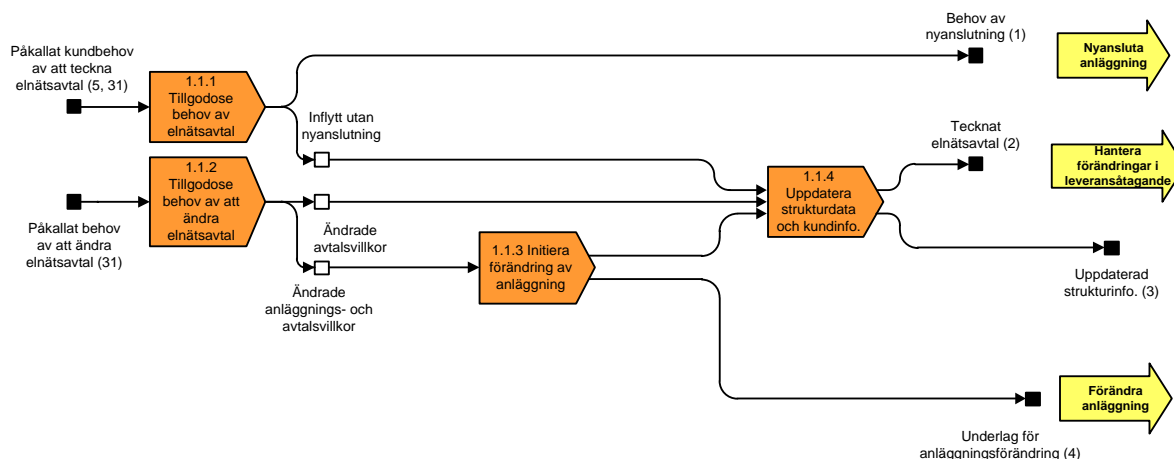 Påkallat kundbehov
av att teckna
elnätsavtal (5, 31)
1.1.1
Tillgodose
behov av
elnätsavtal
Behov av
nyanslutning (1)
Nyansluta
anläggning
Inflytt utan
nyanslutning
1.1.2
Tillgodose
behov av att
ändra
elnätsavtal
Påkallat behov
av att ändra
elnätsavtal (31)
Ändrade
avtalsvillkor
Ändrade
anläggnings- och
avtalsvillkor
1.1.3 Initiera
förändring av
anläggning
1.1.4
Uppdatera
strukturdata
och kundinfo.
Tecknat
elnätsavtal (2)
Hantera
förändringar i
leveransåtagande
Uppdaterad
strukturinfo. (3)
Underlag för
anläggningsförändring (4)
Förändra
anläggning